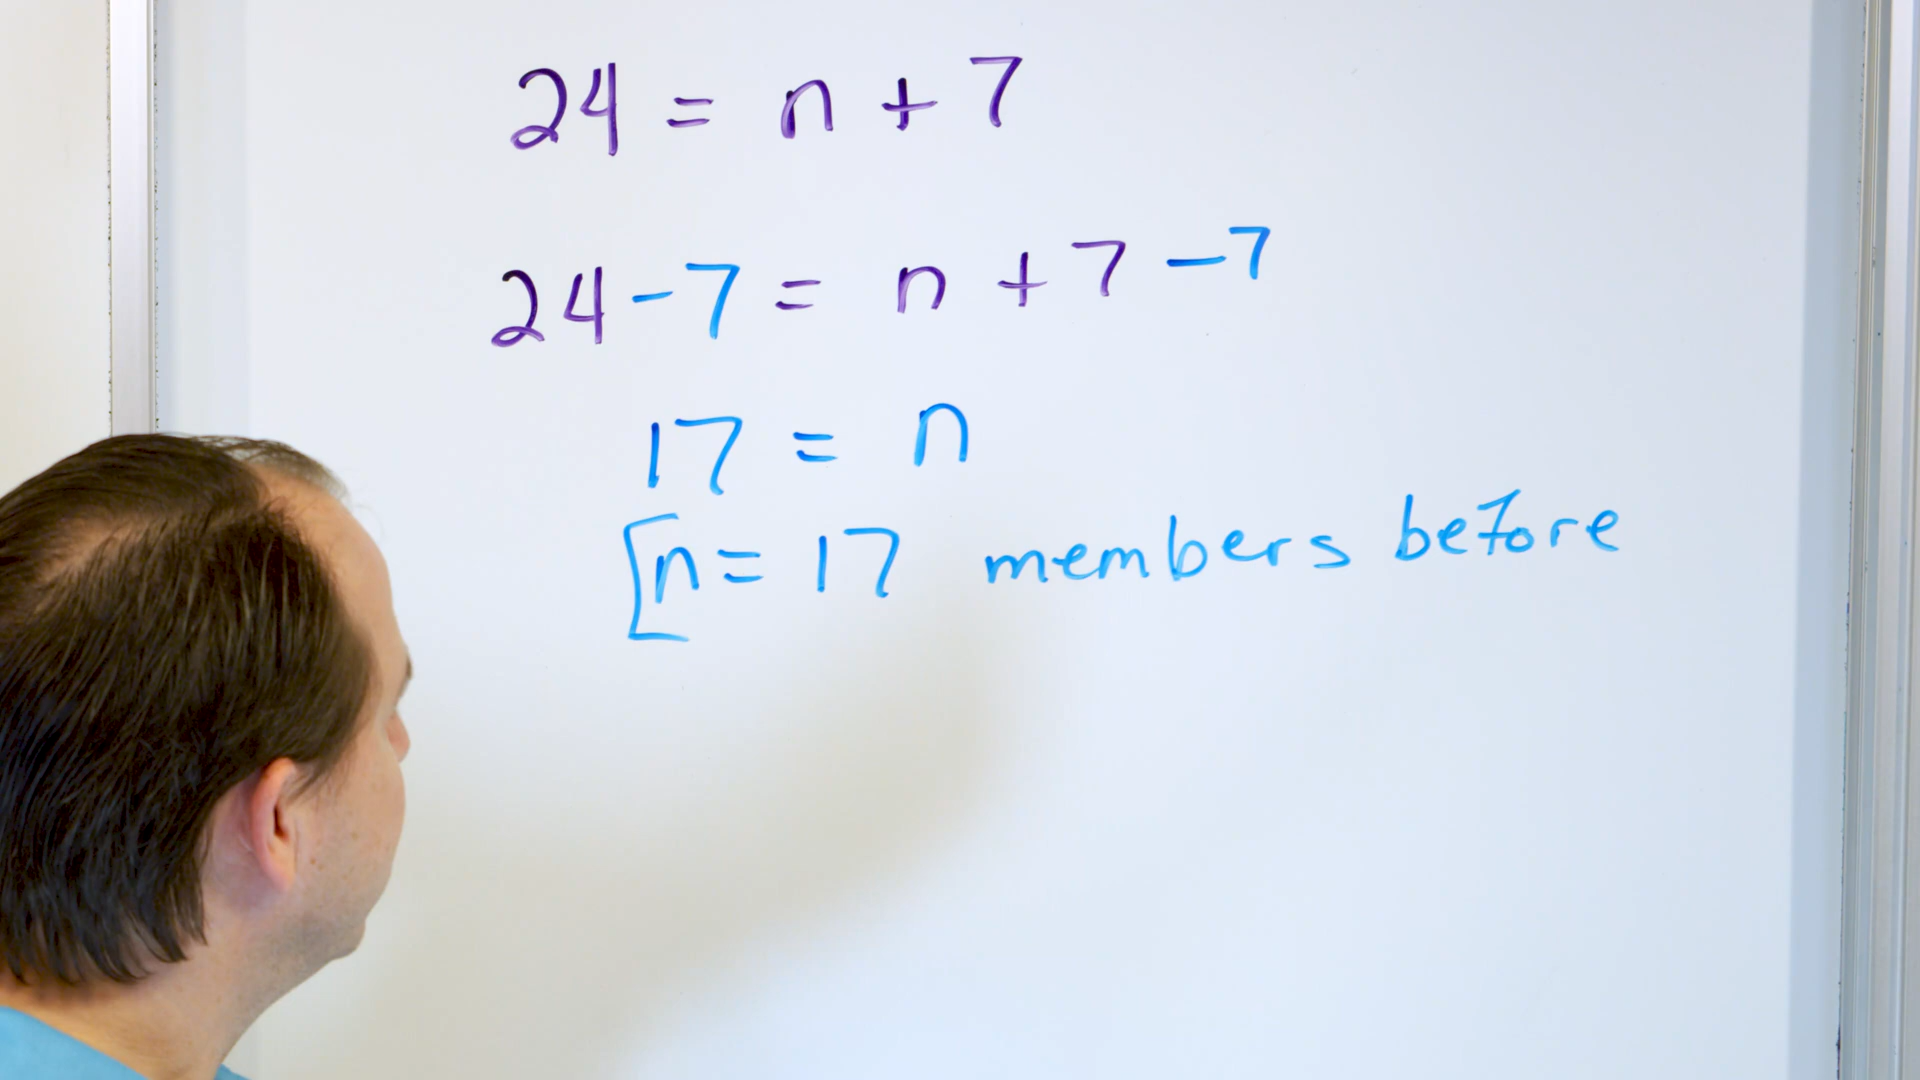 24 = n + 7
24 - 7 = n + 7 - 7
17 = n
[n = 17 members before